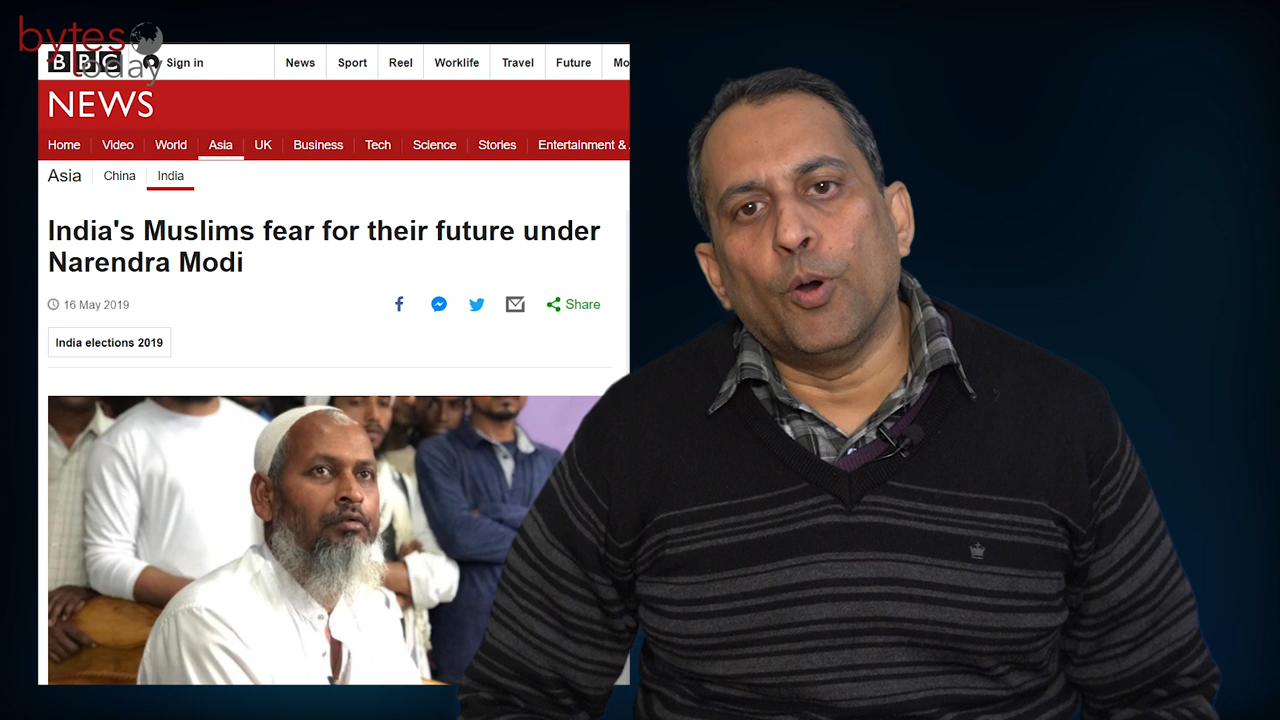 bytes
today
BBC Sign in News Sport Reel Worklife Travel Future Mo
NEWS
Home Video World Asia UK Business Tech Science Stories Entertainment &
Asia China India
India's Muslims fear for their future under
Narendra Modi
16 May 2019 Share
India elections 2019